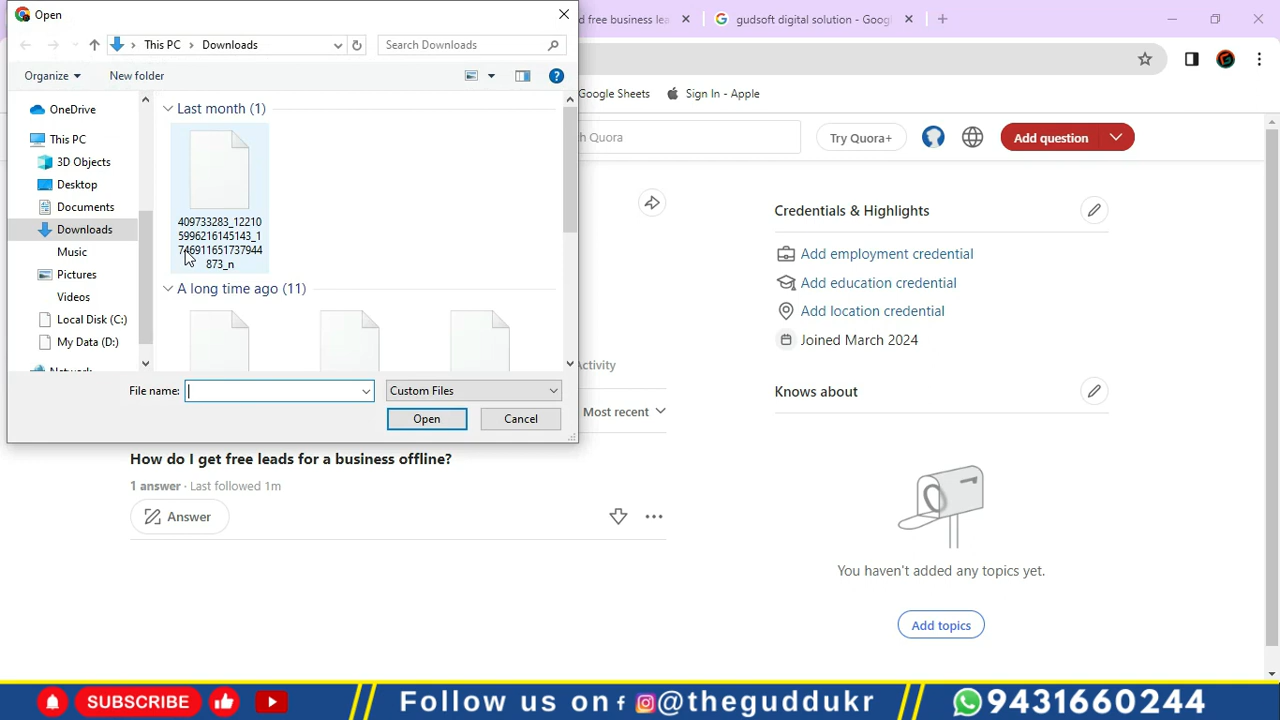 Open
d free business lea
gudsoft digital solution - Goog
This PC
Downloads
Search Downloads
Organize
New folder
Google Sheets
Sign In - Apple
OneDrive
This PC
3D Objects
Desktop
Documents
Downloads
Music
Pictures
Videos
Local Disk (C:)
My Data (D:)
Last month (1)
409733283_12210
5996216145143_1
746911651737944
873_n
A long time ago (11)
File name:
Custom Files
Open
Cancel
ch Quora
Try Quora+
Add question
Credentials & Highlights
Add employment credential
Add education credential
Add location credential
Joined March 2024
Activity
Most recent
Knows about
How do I get free leads for a business offline?
1 answer · Last followed 1m
Answer
You haven't added any topics yet.
Add topics
SUBSCRIBE
Follow us on f @theguddukr
9431660244